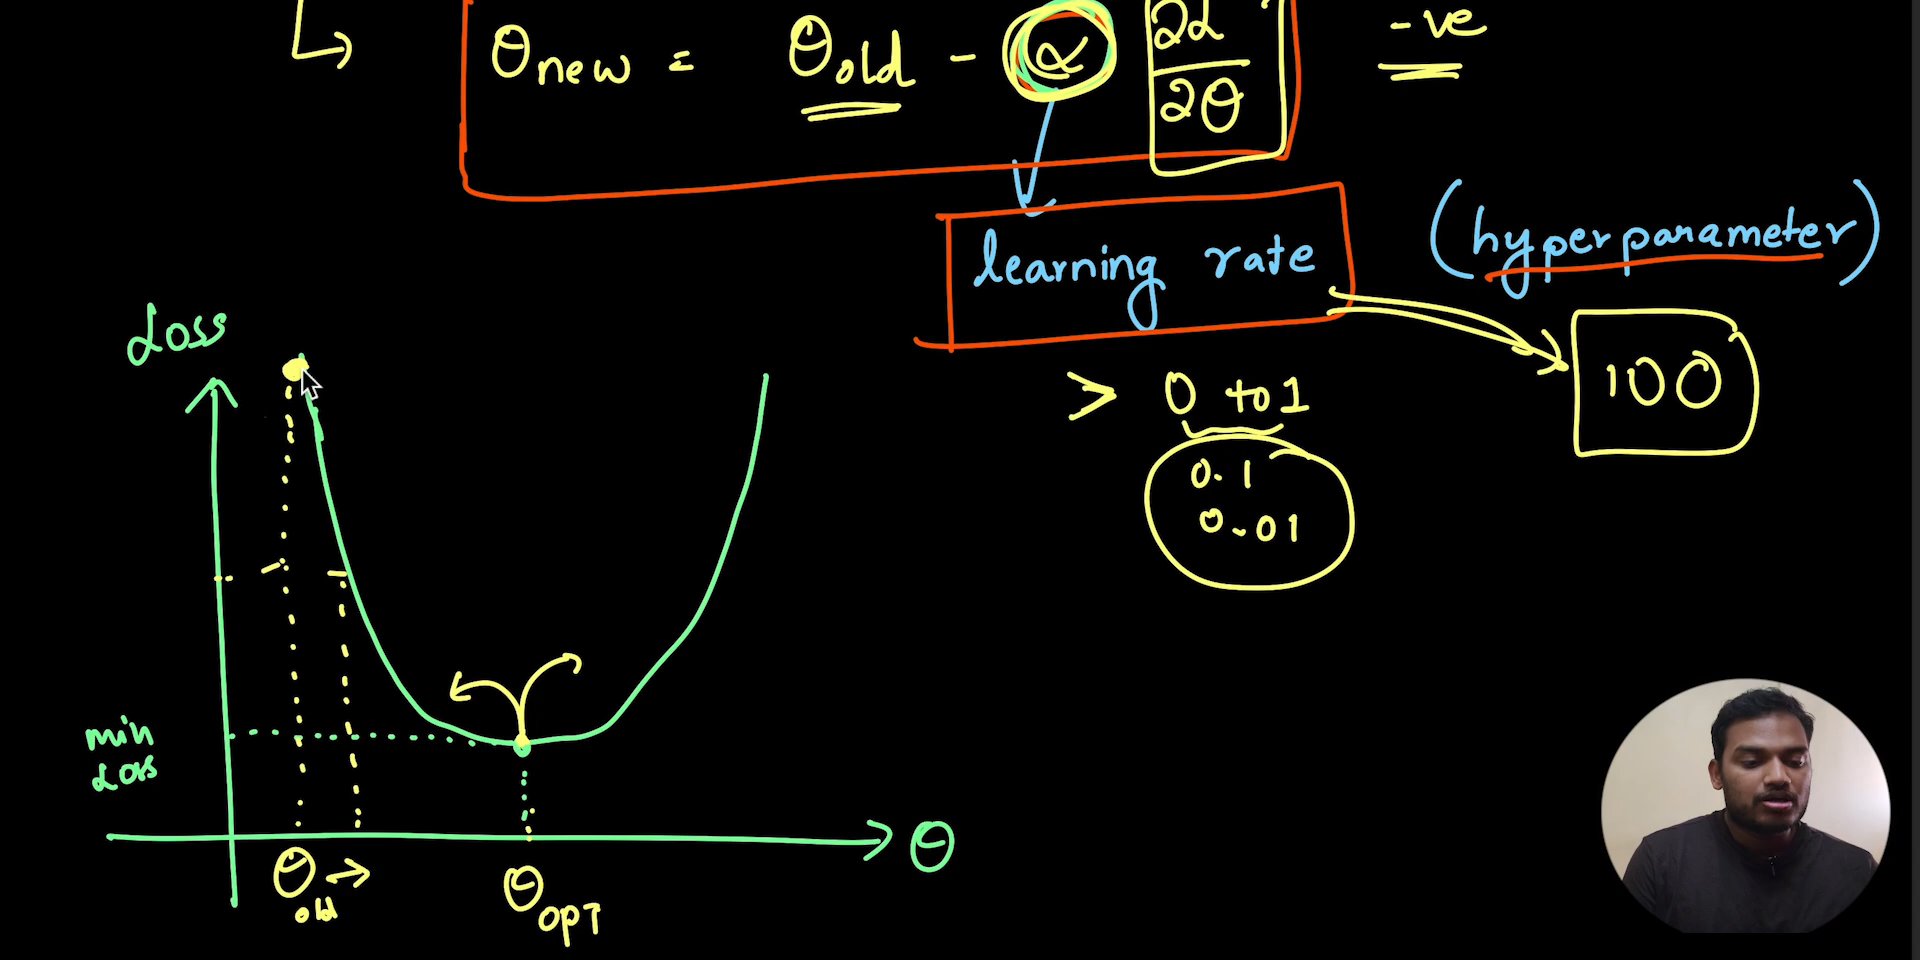 θnew = θold - α ∂L/∂θ -ve
learning rate (hyperparameter)
Loss
> 0 to 1 100
0.1
0.01
min
Loss
θ
θold → θopt